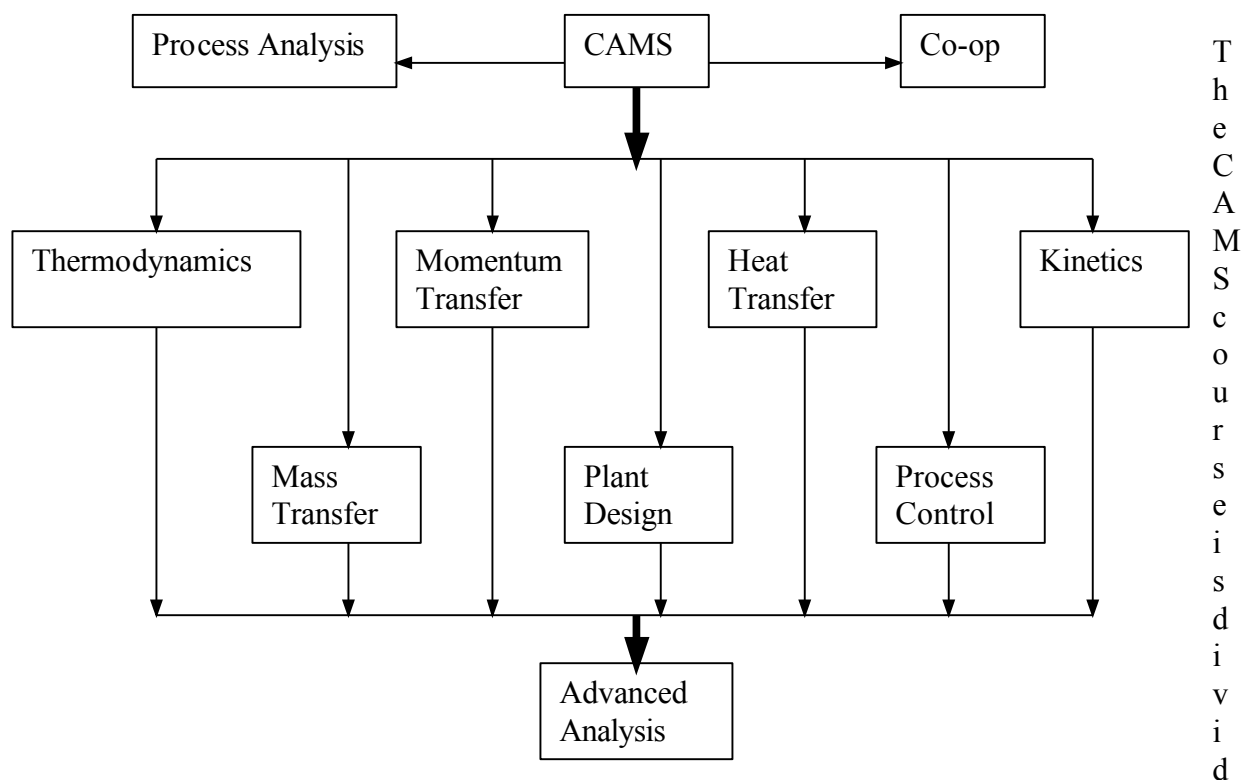 Process Analysis
CAMS
Co-op
Thermodynamics
Momentum
Transfer
Heat
Transfer
Kinetics
Mass
Transfer
Plant
Design
Process
Control
Advanced
Analysis
T
h
e
C
A
M
S
c
o
u
r
s
e
i
s
d
i
v
i
d